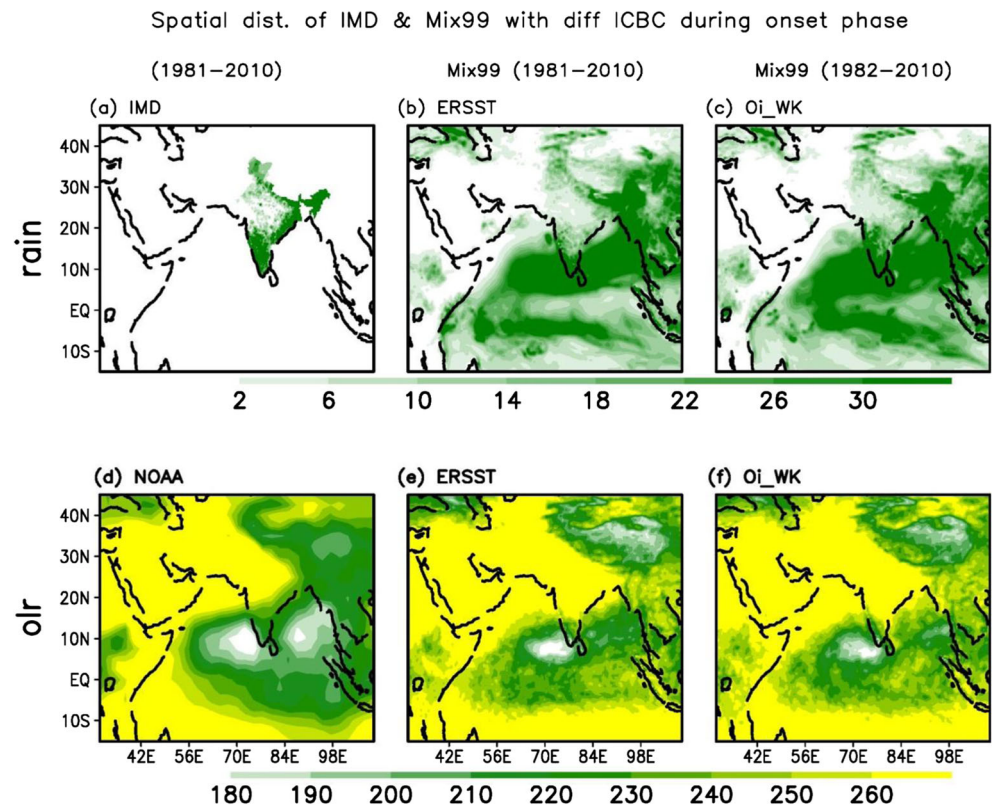 Spatial dist. of IMD & Mix99 with diff ICBC during onset phase
(1981-2010) Mix99 (1981-2010) Mix99 (1982-2010)
(a) IMD (b) ERSST (c) Oi_WK
40N
30N
20N
10N
EQ
10S
rain
2 6 10 14 18 22 26 30
(d) NOAA (e) ERSST (f) Oi_WK
40N
30N
20N
10N
EQ
10S
olr
42E 56E 70E 84E 98E 42E 56E 70E 84E 98E 42E 56E 70E 84E 98E
180 190 200 210 220 230 240 250 260